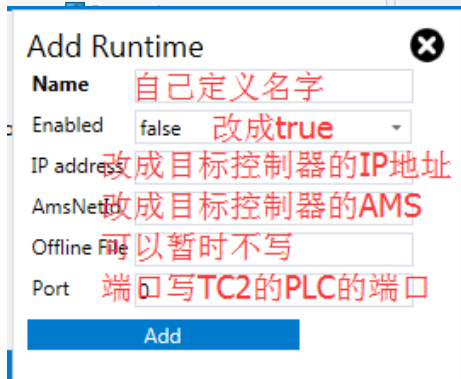 Add Runtime
Name 自己定义名字
Enabled false 改成true
IP address 改成目标控制器的IP地址
AmsNetId 改成目标控制器的AMS
Offline File 可以暂时不写
Port 0 端口写TC2的PLC的端口
Add